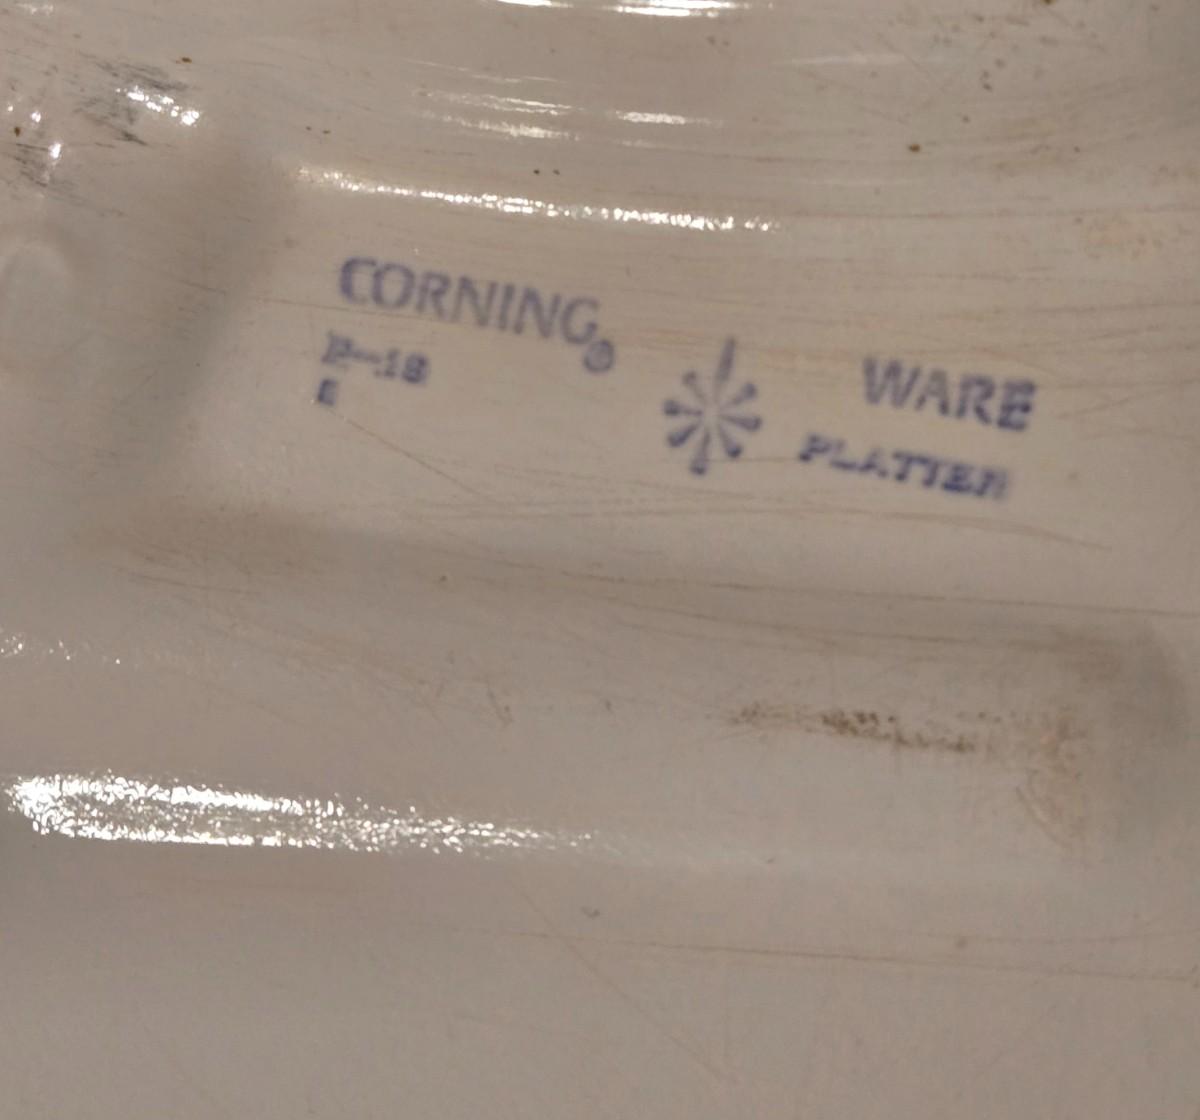 CORNING® WARE
P-18 PLATTER